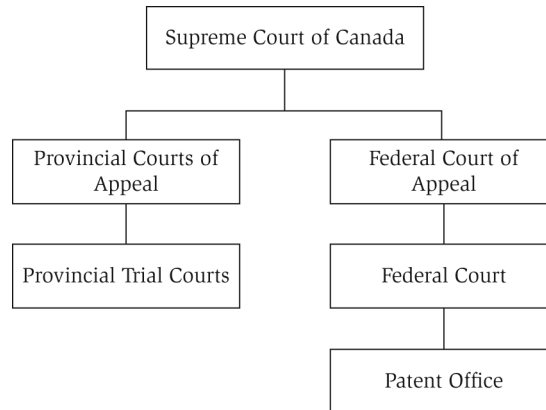 Supreme Court of Canada
Provincial Courts of
Appeal
Federal Court of
Appeal
Provincial Trial Courts
Federal Court
Patent Office